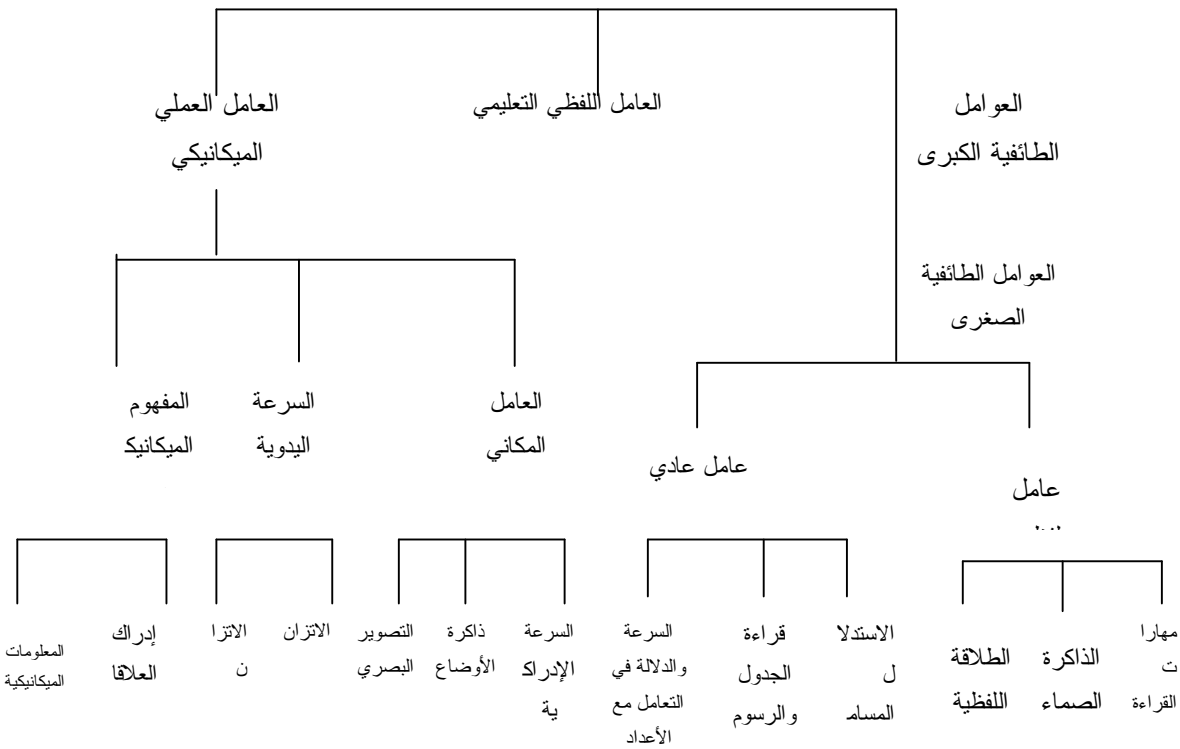 العوامل
الطائفية الكبرى
العامل اللفظي التعليمي
العامل العملي
الميكانيكي
العوامل الطائفية
الصغرى
عامل
عامل عادي
العامل
المكاني
السرعة
اليدوية
المفهوم
الميكانيك
مهارا
ت
القراءة
الذاكرة
الصماء
الطلاقة
اللفظية
الاستدلا
ل
المسا
قراءة
الجدول
والرسوم
السرعة
والدلالة في
التعامل مع
الأعداد
السرعة
الإدراك
ية
ذاكرة
الأوضاع
التصوير
البصري
الاتزان
الاتزا
ن
إدراك
العلاقا
المعلومات
الميكانيكية